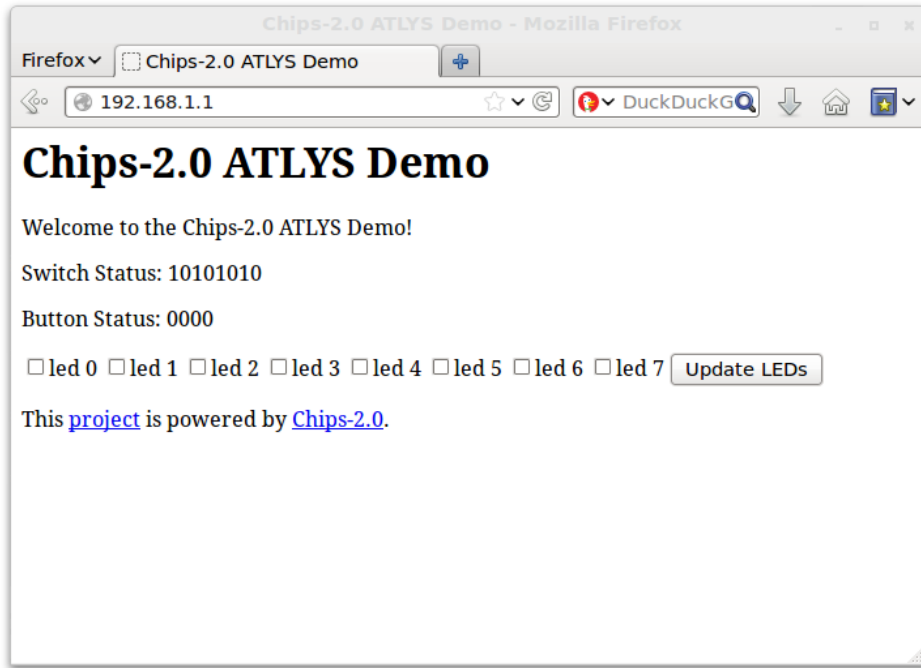 Chips-2.0 ATLYS Demo - Mozilla Firefox
Firefox Chips-2.0 ATLYS Demo
192.168.1.1 DuckDuckG
Chips-2.0 ATLYS Demo
Welcome to the Chips-2.0 ATLYS Demo!
Switch Status: 10101010
Button Status: 0000
led 0 led 1 led 2 led 3 led 4 led 5 led 6 led 7 Update LEDs
This project is powered by Chips-2.0.